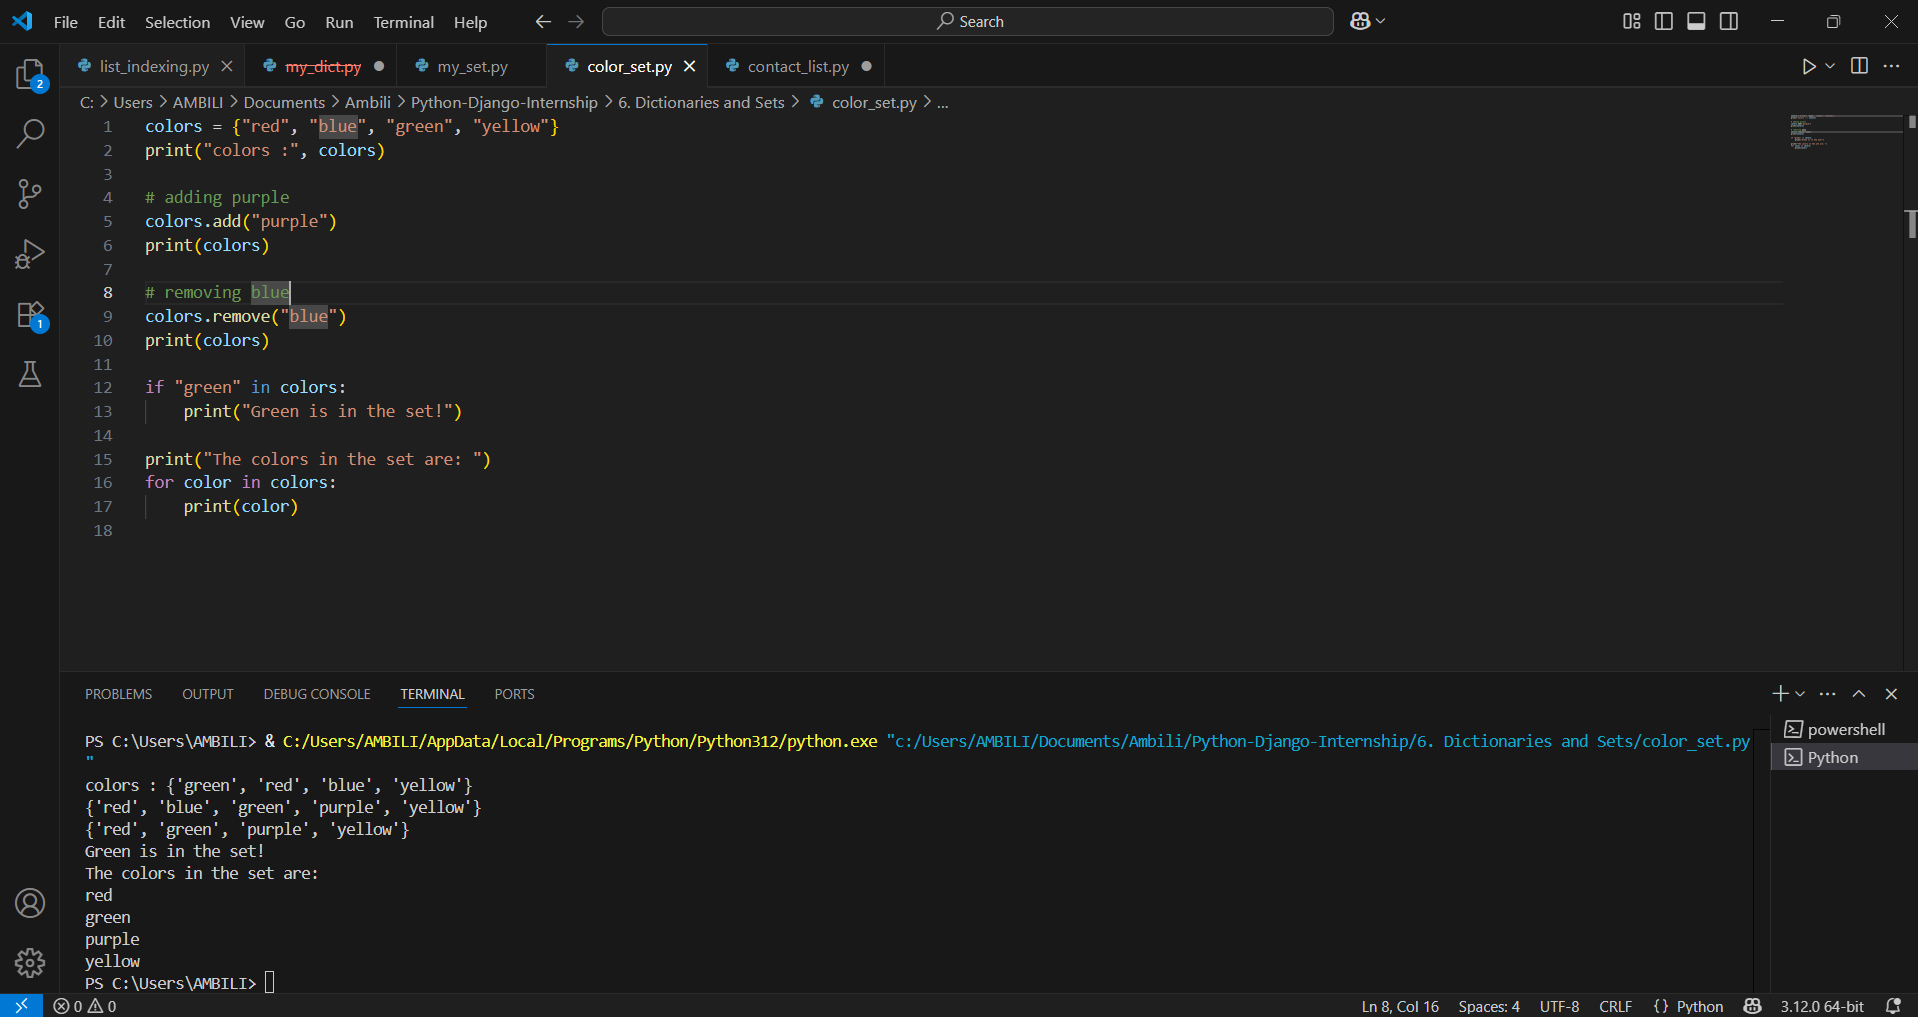 File Edit Selection View Go Run Terminal Help Search
list_indexing.py my_dict.py my_set.py color_set.py contact_list.py
C: > Users > AMBILI > Documents > Ambili > Python-Django-Internship > 6. Dictionaries and Sets > color_set.py > ...
2
1
1 colors = {"red", "blue", "green", "yellow"}
2 print("colors :", colors)
3
4 # adding purple
5 colors.add("purple")
6 print(colors)
7
8 # removing blue
9 colors.remove("blue")
10 print(colors)
11
12 if "green" in colors:
13     print("Green is in the set!")
14
15 print("The colors in the set are: ")
16 for color in colors:
17     print(color)
18
PROBLEMS OUTPUT DEBUG CONSOLE TERMINAL PORTS
powershell
Python
PS C:\Users\AMBILI> & C:/Users/AMBILI/AppData/Local/Programs/Python/Python312/python.exe "c:/Users/AMBILI/Documents/Ambili/Python-Django-Internship/6. Dictionaries and Sets/color_set.py
"
colors : {'green', 'red', 'blue', 'yellow'}
{'red', 'blue', 'green', 'purple', 'yellow'}
{'red', 'green', 'purple', 'yellow'}
Green is in the set!
The colors in the set are:
red
green
purple
yellow
PS C:\Users\AMBILI>
0 0 Ln 8, Col 16 Spaces: 4 UTF-8 CRLF {} Python 3.12.0 64-bit